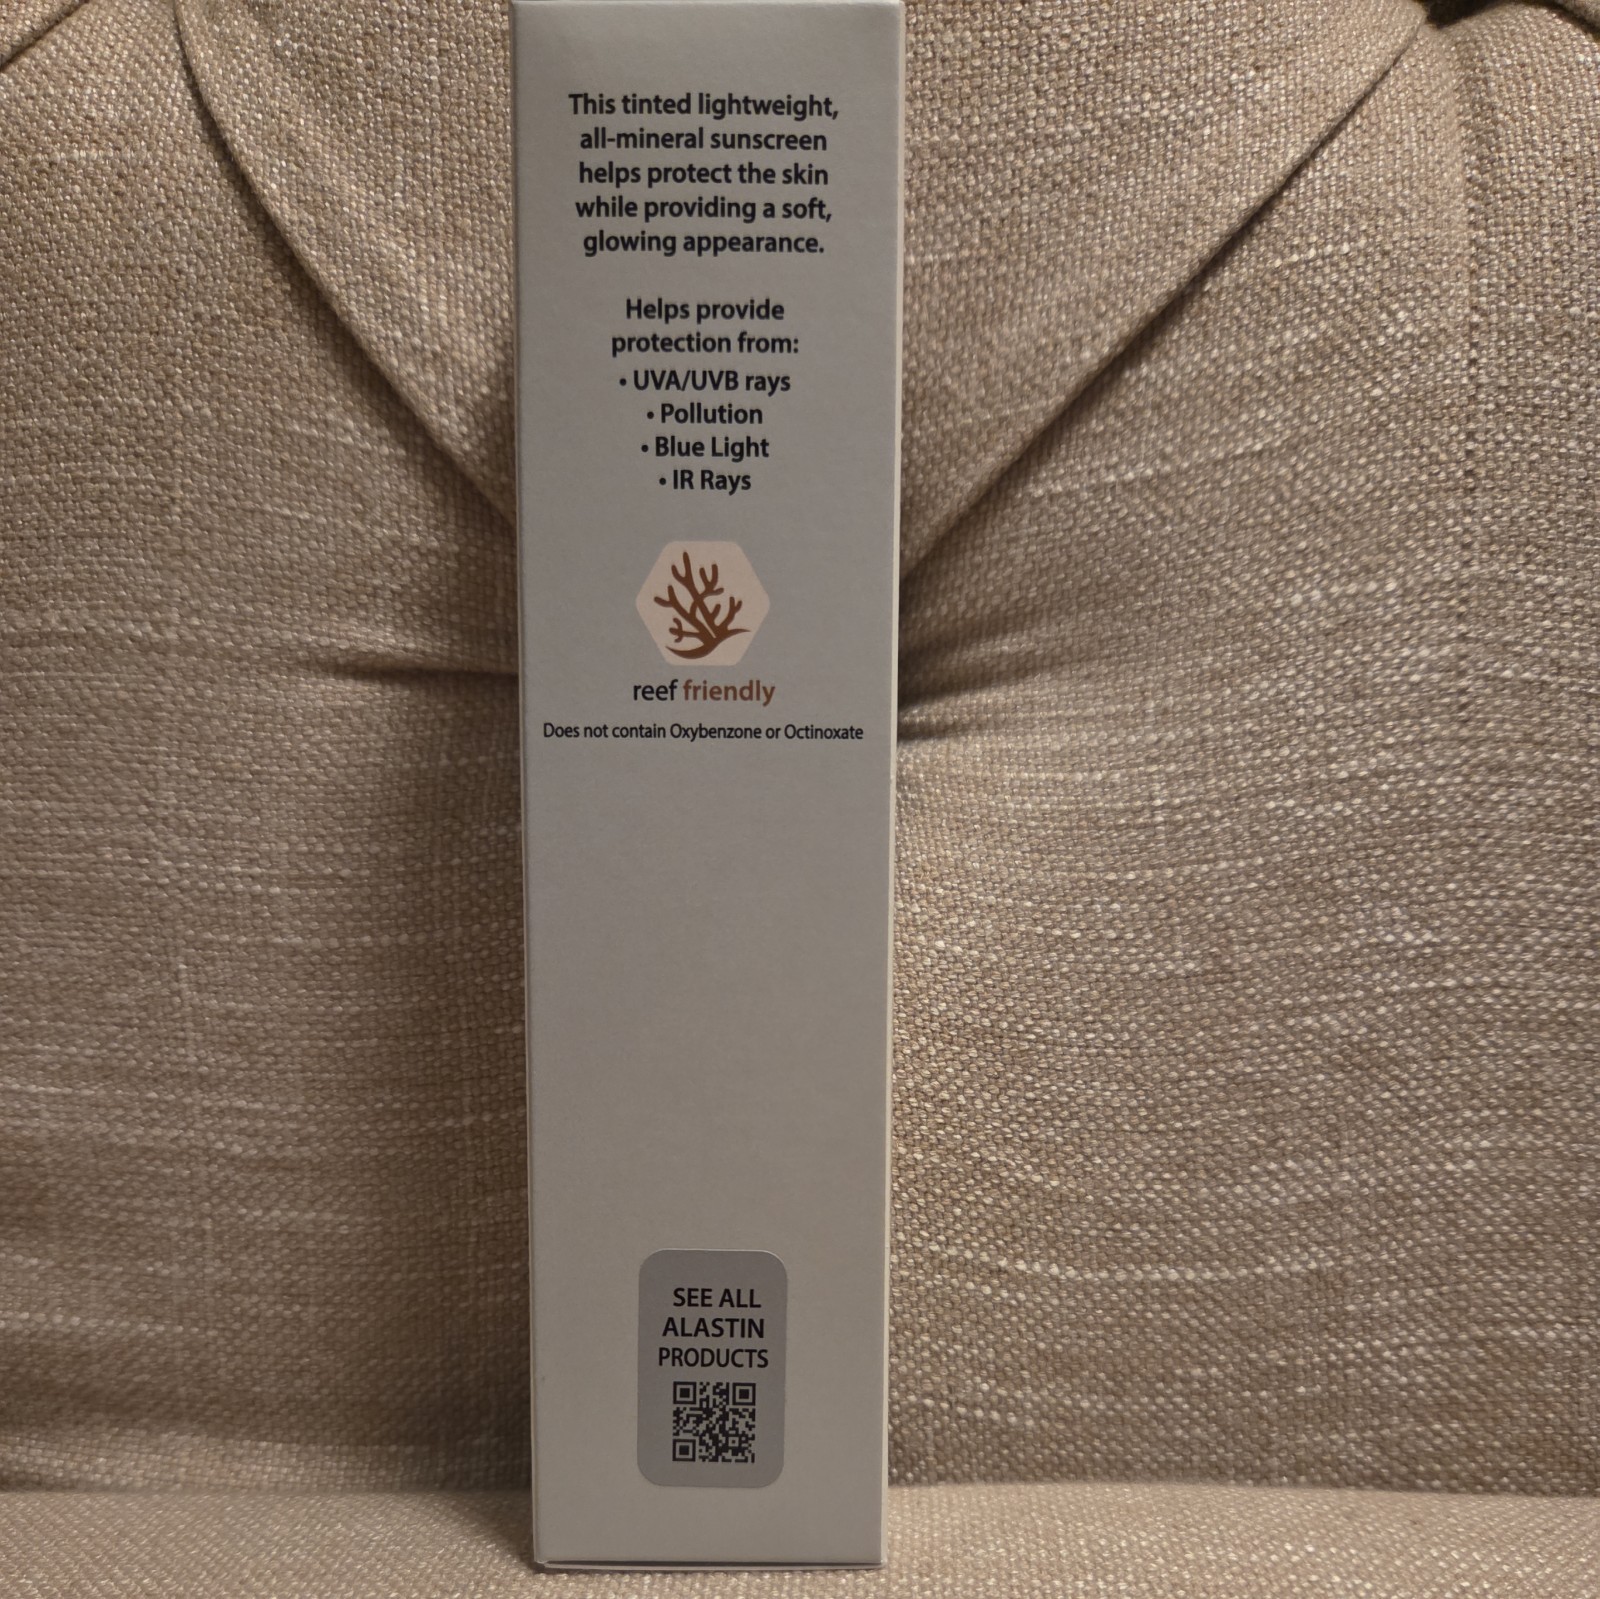 This tinted lightweight,
all-mineral sunscreen
helps protect the skin
while providing a soft,
glowing appearance.
Helps provide
protection from:
• UVA/UVB rays
• Pollution
• Blue Light
• IR Rays
reef friendly
Does not contain Oxybenzone or Octinoxate
SEE ALL
ALASTIN
PRODUCTS